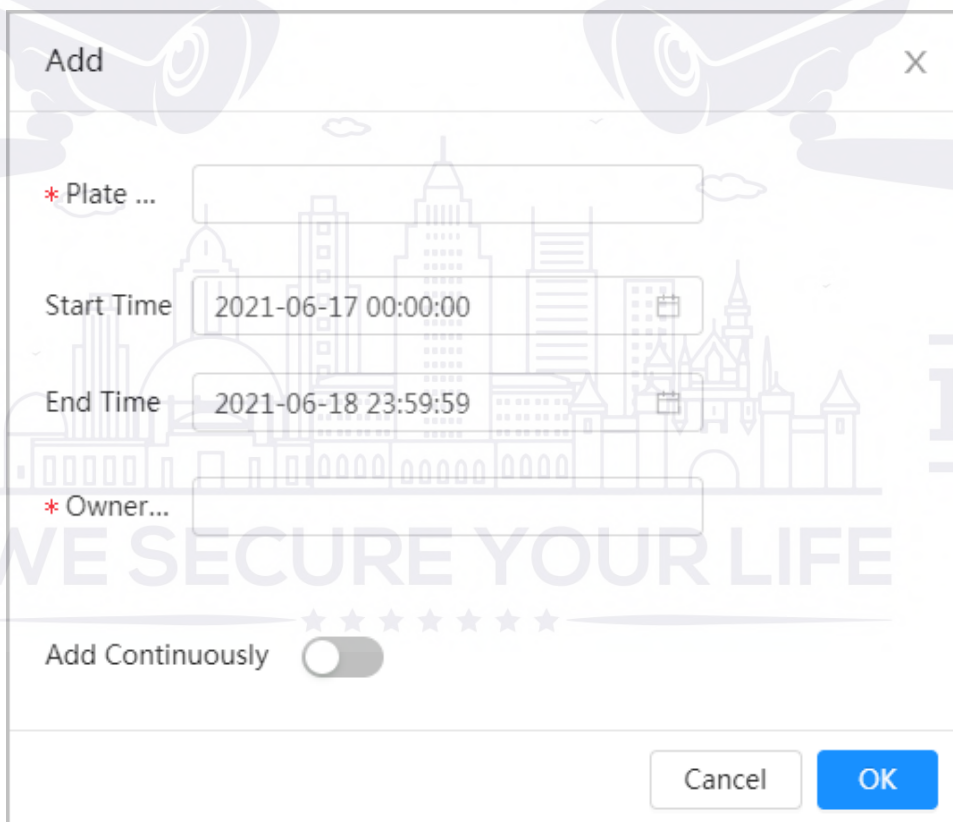 Add
* Plate ...
Start Time 2021-06-17 00:00:00
End Time 2021-06-18 23:59:59
* Owner...
WE SECURE YOUR LIFE
Add Continuously
Cancel OK